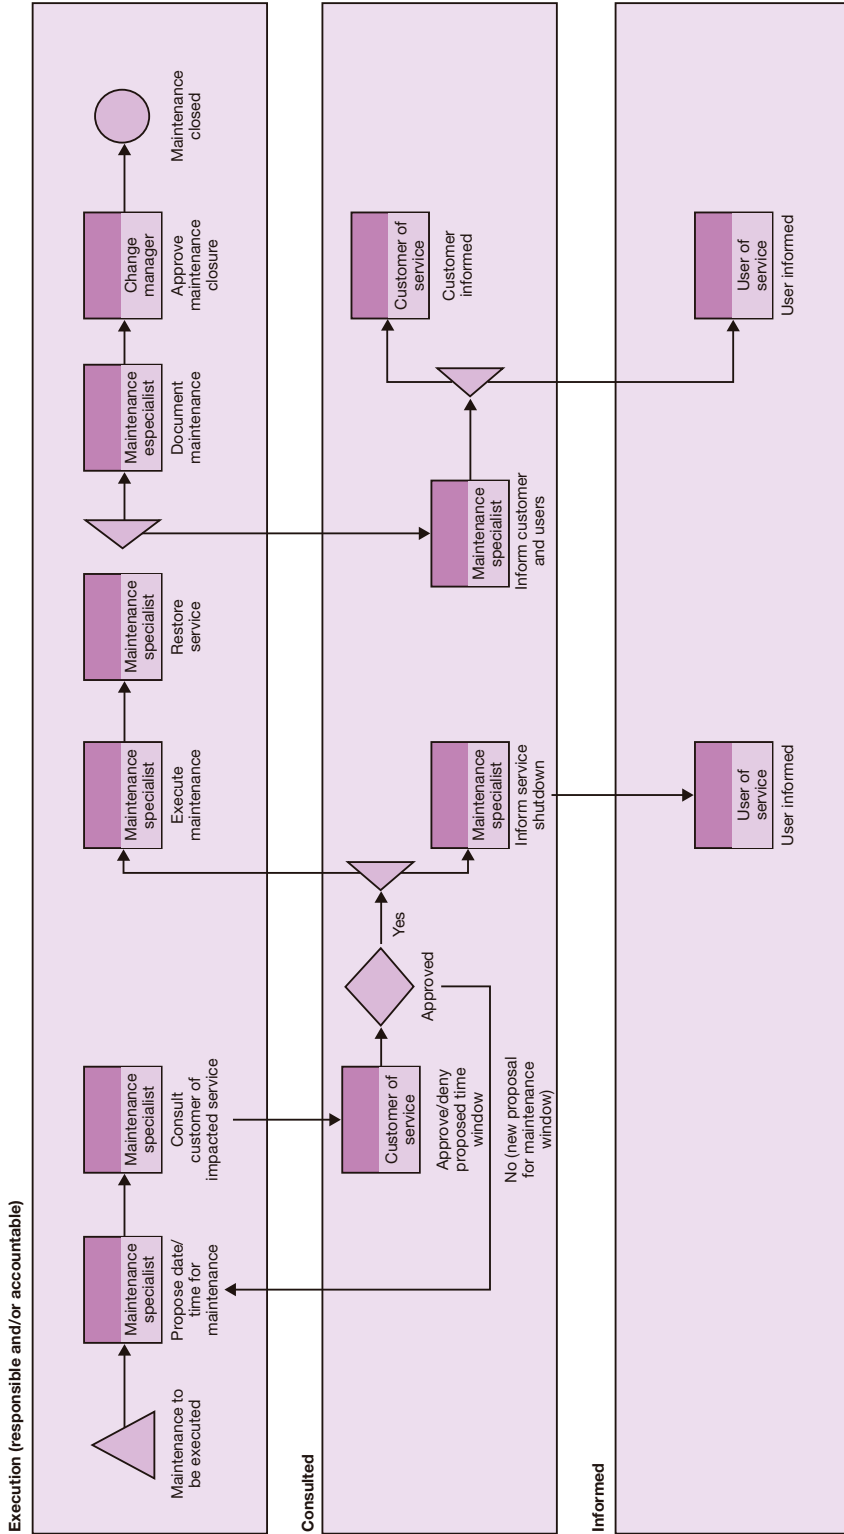 Execution (responsible and/or accountable)
Maintenance to
be executed
Maintenance
specialist
Propose date/
time for
maintenance
Maintenance
specialist
Consult
customer of
impacted service
Maintenance
specialist
Execute
maintenance
Maintenance
specialist
Restore
service
Maintenance
especialist
Document
maintenance
Change
manager
Approve
maintenance
closure
Maintenance
closed
Consulted
Customer of
service
Approve/deny
proposed time
window
Approved
Yes
No (new proposal
for maintenance
window)
Maintenance
specialist
Inform service
shutdown
Maintenance
specialist
Inform customer
and users
Customer of
service
Customer
informed
Informed
User of
service
User informed
User of
service
User informed